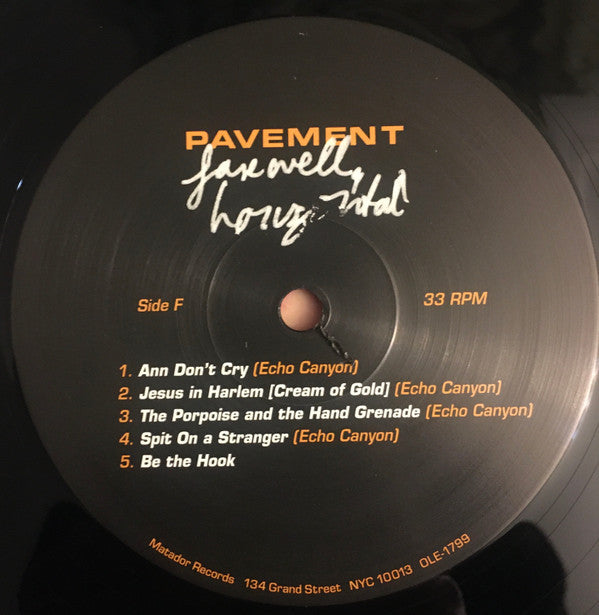 PAVEMENT
farewell,
horizontal
Side F
33 RPM
1. Ann Don't Cry (Echo Canyon)
2. Jesus in Harlem [Cream of Gold] (Echo Canyon)
3. The Porpoise and the Hand Grenade (Echo Canyon)
4. Spit On a Stranger (Echo Canyon)
5. Be the Hook
Matador Records 134 Grand Street NYC 10013 OLE-1799